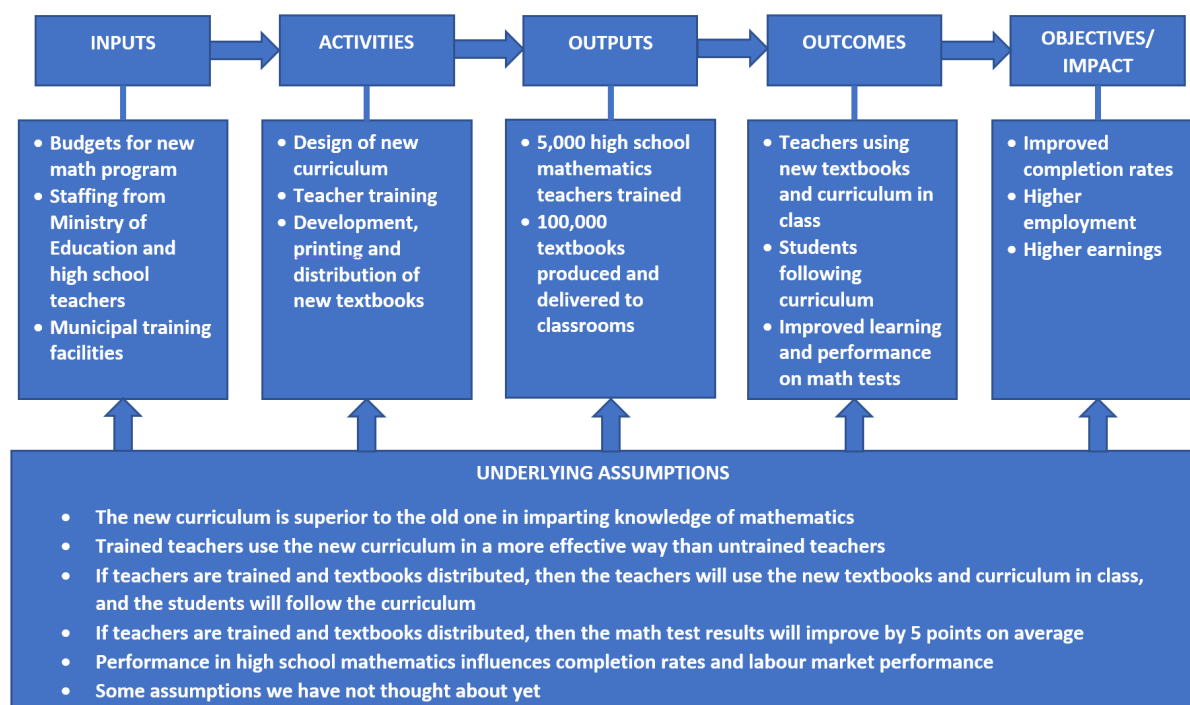 INPUTS
ACTIVITIES
OUTPUTS
OUTCOMES
OBJECTIVES/
IMPACT
• Budgets for new
math program
• Staffing from
Ministry of
Education and
high school
teachers
• Municipal training
facilities
• Design of new
curriculum
• Teacher training
• Development,
printing and
distribution of
new textbooks
• 5,000 high school
mathematics
teachers trained
• 100,000
textbooks
produced and
delivered to
classrooms
• Teachers using
new textbooks
and curriculum in
class
• Students
following
curriculum
• Improved learning
and performance
on math tests
• Improved
completion rates
• Higher
employment
• Higher earnings
UNDERLYING ASSUMPTIONS
• The new curriculum is superior to the old one in imparting knowledge of mathematics
• Trained teachers use the new curriculum in a more effective way than untrained teachers
• If teachers are trained and textbooks distributed, then the teachers will use the new textbooks and curriculum in class,
and the students will follow the curriculum
• If teachers are trained and textbooks distributed, then the math test results will improve by 5 points on average
• Performance in high school mathematics influences completion rates and labour market performance
• Some assumptions we have not thought about yet